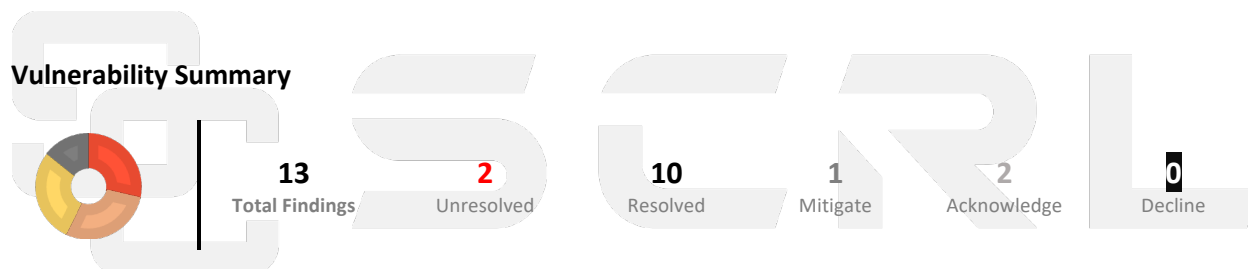 Vulnerability Summary
13 2 10 1 2 0
Total Findings Unresolved Resolved Mitigate Acknowledge Decline
SCRL